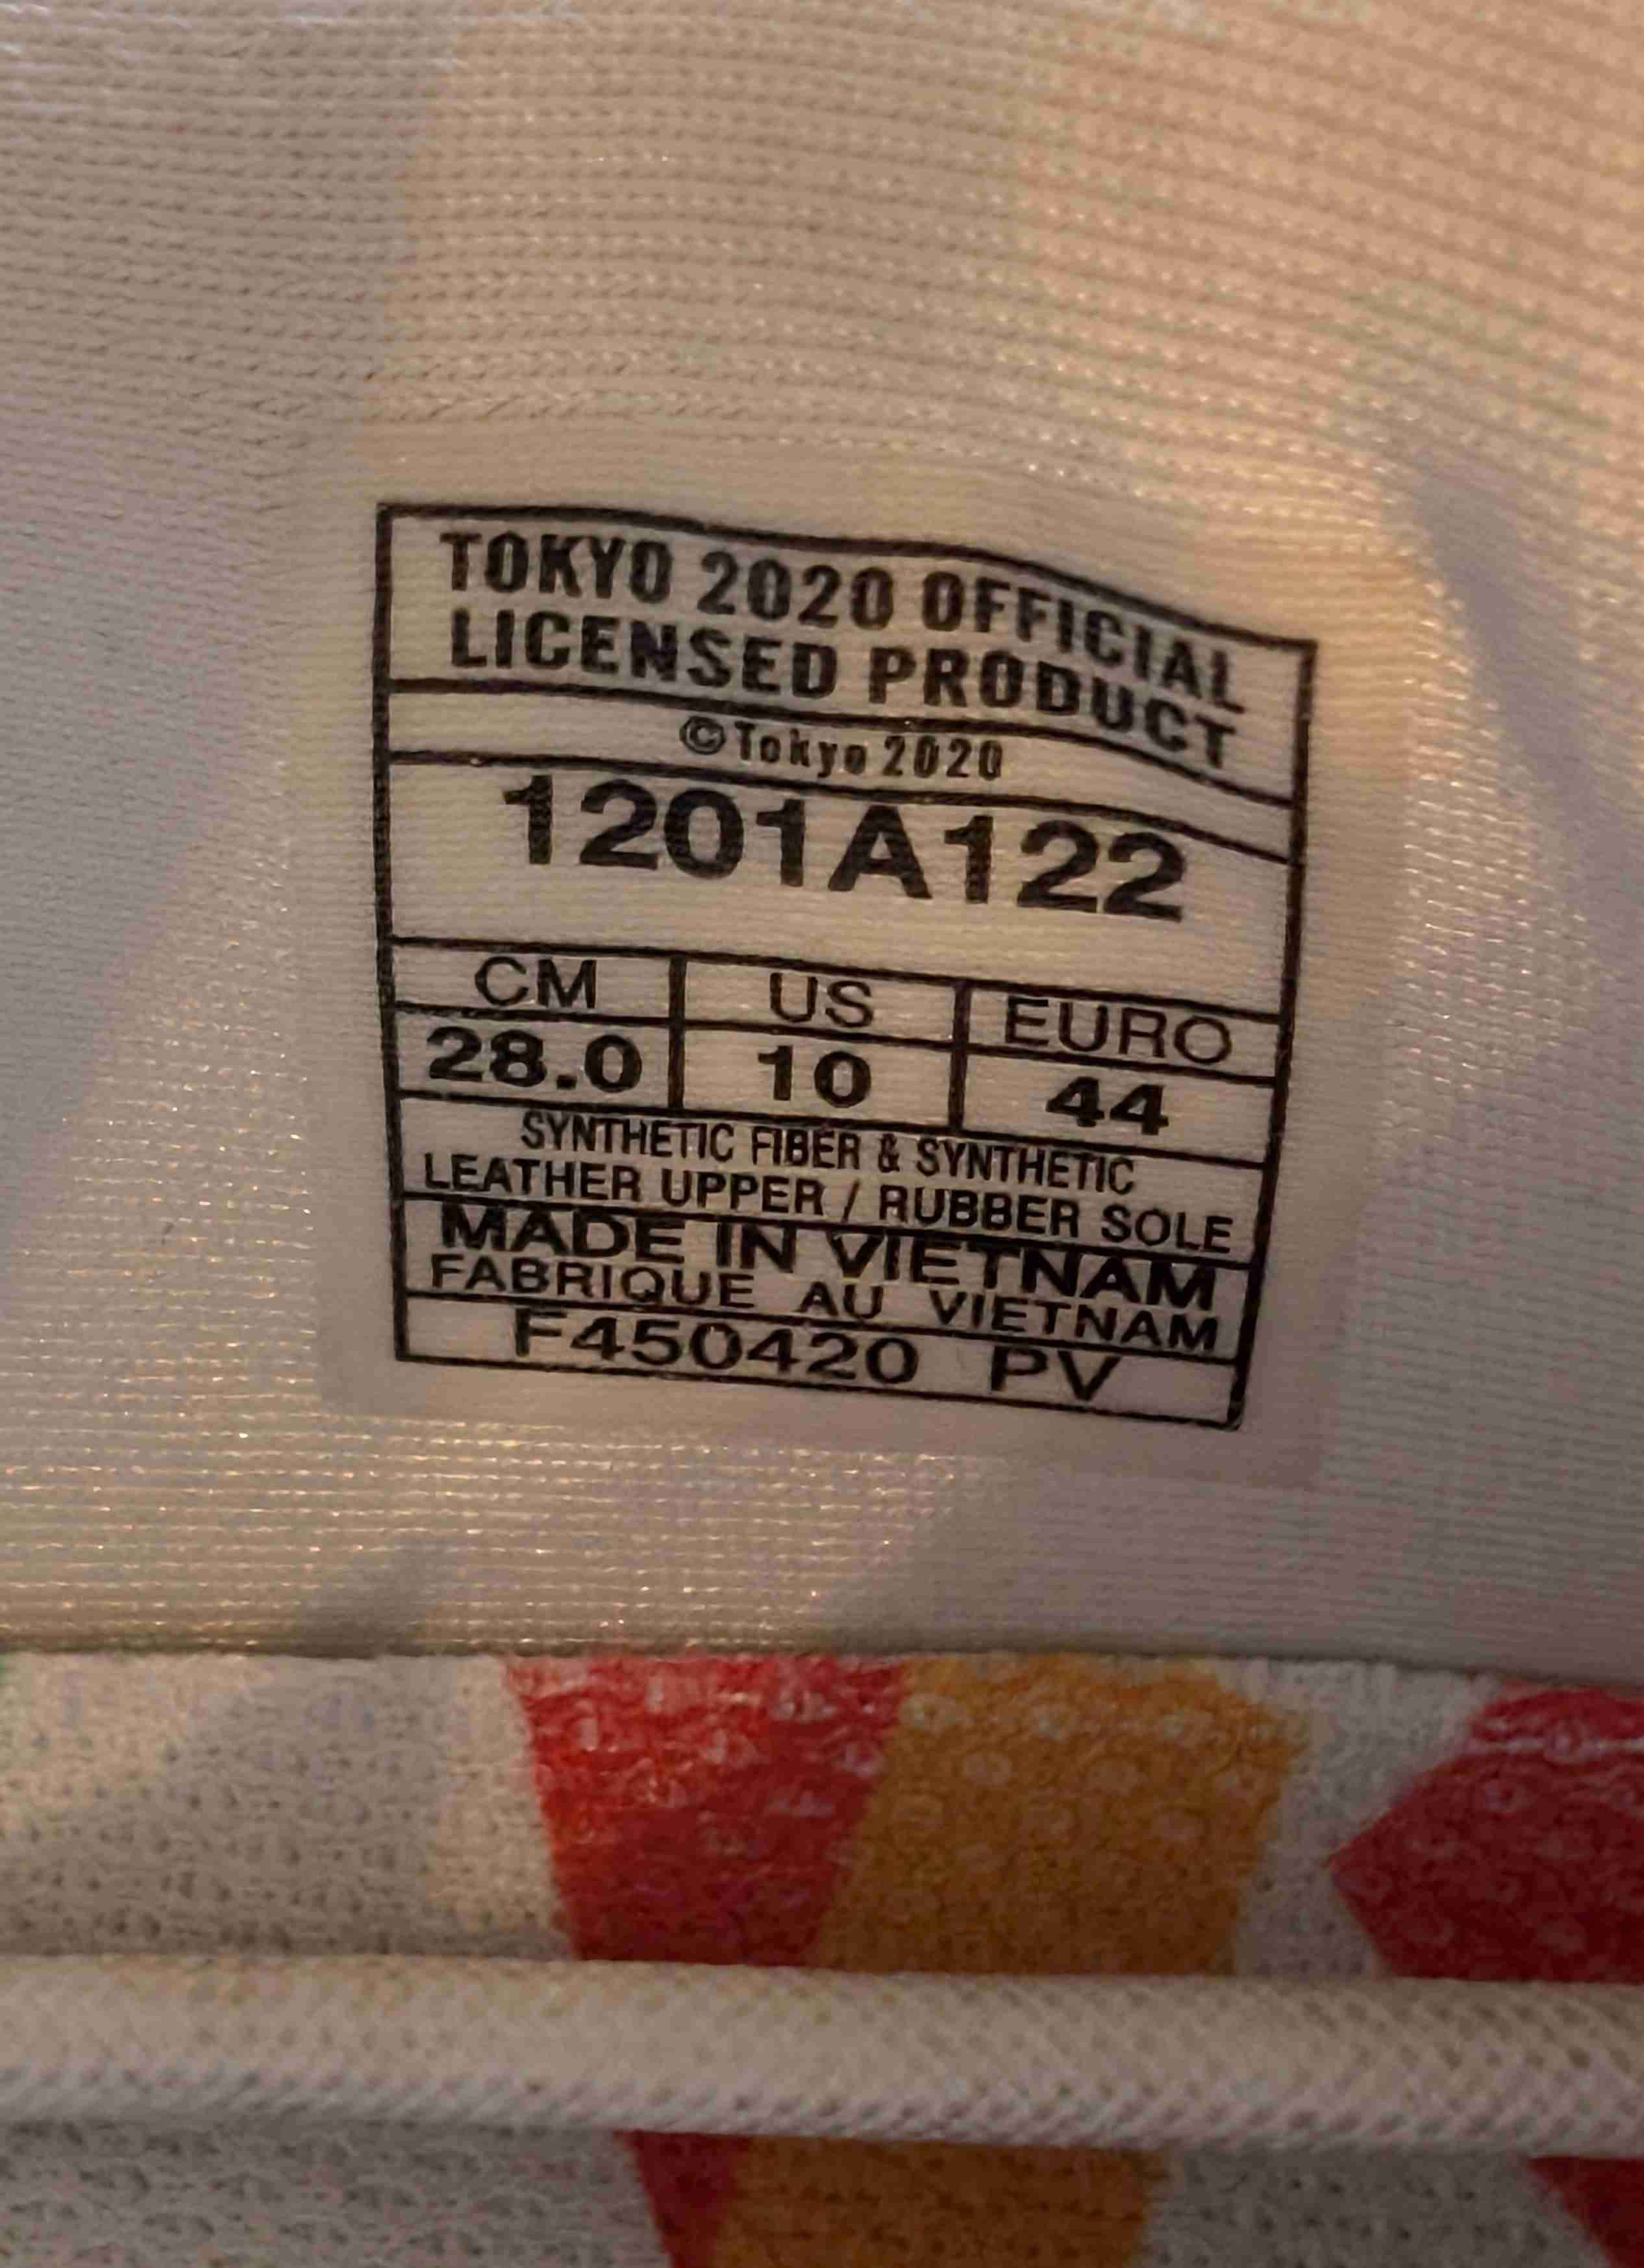 TOKYO 2020 OFFICIAL
LICENSED PRODUCT
©Tokyo 2020
1201A122
CM US EURO
28.0 10 44
SYNTHETIC FIBER & SYNTHETIC
LEATHER UPPER / RUBBER SOLE
MADE IN VIETNAM
FABRIQUE AU VIETNAM
F450420 PV